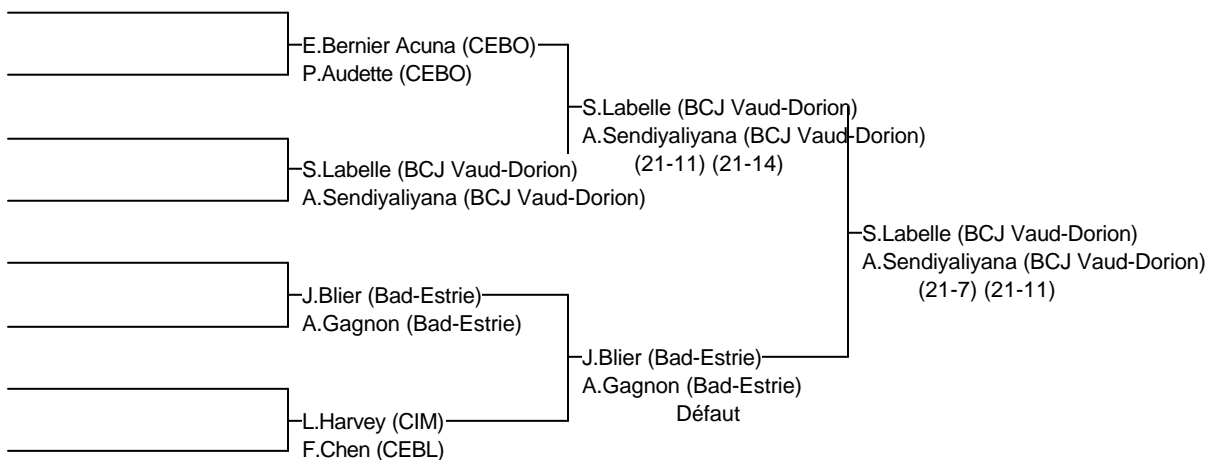 E.Bernier Acuna (CEBO)
P.Audette (CEBO)
S.Labelle (BCJ Vaud-Dorion)
A.Sendiyaliyana (BCJ Vaud-Dorion)
(21-11) (21-14)
S.Labelle (BCJ Vaud-Dorion)
A.Sendiyaliyana (BCJ Vaud-Dorion)
S.Labelle (BCJ Vaud-Dorion)
A.Sendiyaliyana (BCJ Vaud-Dorion)
(21-7) (21-11)
J.Blier (Bad-Estrie)
A.Gagnon (Bad-Estrie)
J.Blier (Bad-Estrie)
A.Gagnon (Bad-Estrie)
Défaut
L.Harvey (CIM)
F.Chen (CEBL)